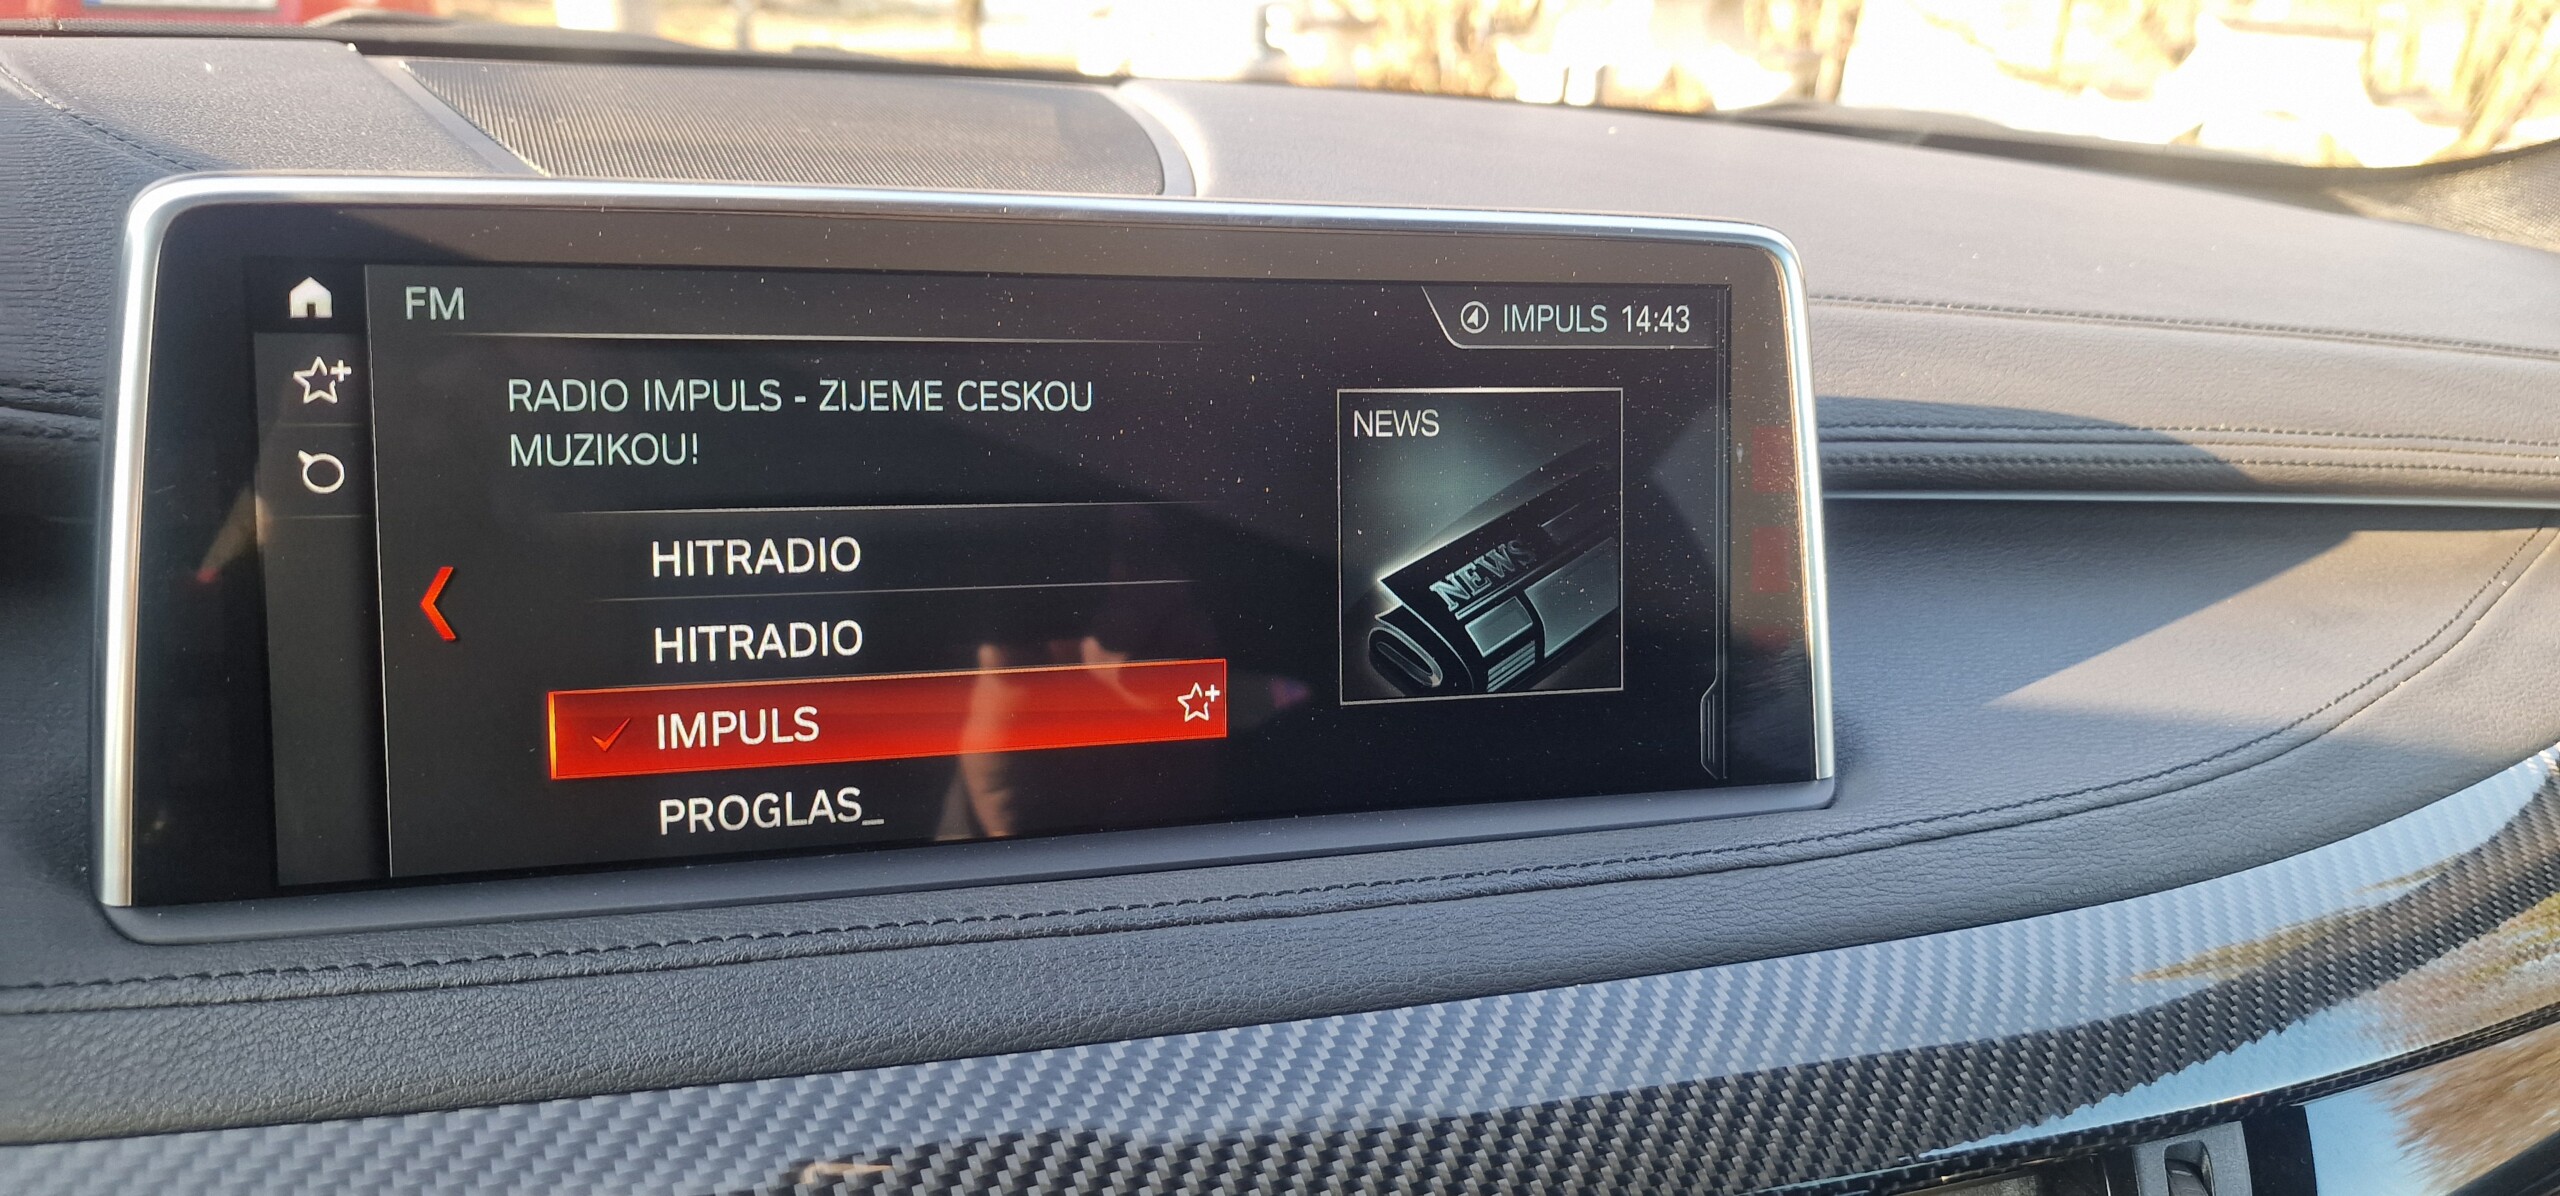 FM
IMPULS 14:43
RADIO IMPULS - ZIJEME CESKOU
MUZIKOU!
NEWS
NEWS
HITRADIO
HITRADIO
IMPULS
PROGLAS_